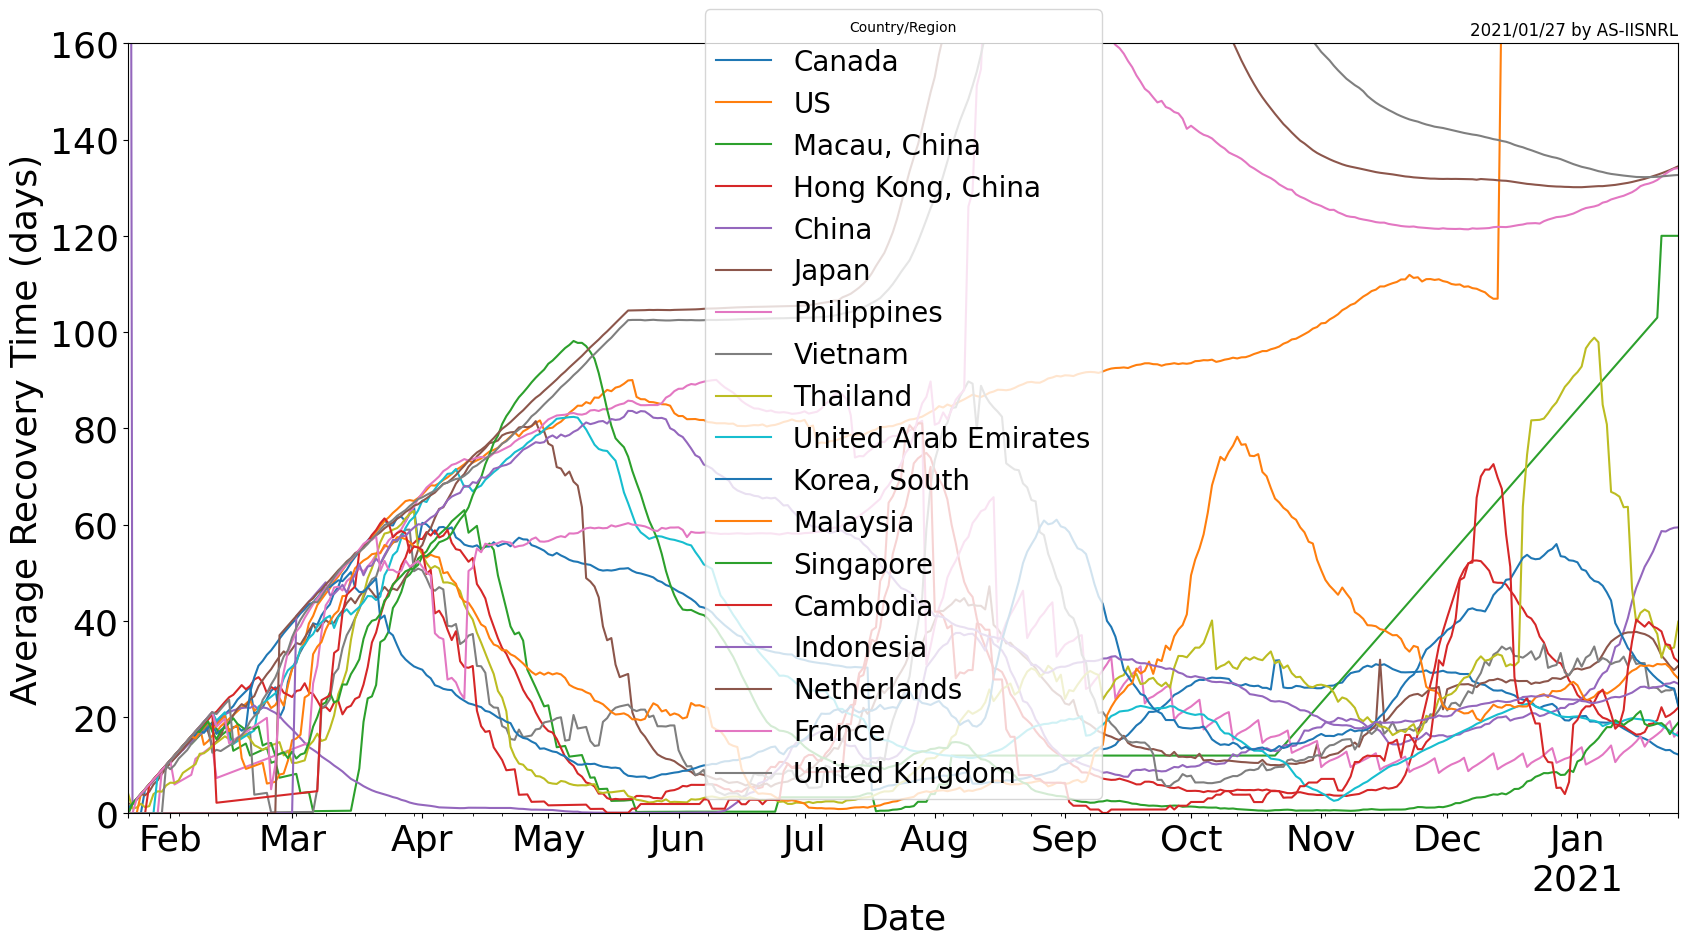 Country/Region
2021/01/27 by AS-IISNRL
Canada
US
Macau, China
Hong Kong, China
China
Japan
Philippines
Vietnam
Thailand
United Arab Emirates
Korea, South
Malaysia
Singapore
Cambodia
Indonesia
Netherlands
France
United Kingdom
Average Recovery Time (days)
160
140
120
100
80
60
40
20
0
Feb Mar Apr May Jun Jul Aug Sep Oct Nov Dec Jan
2021
Date